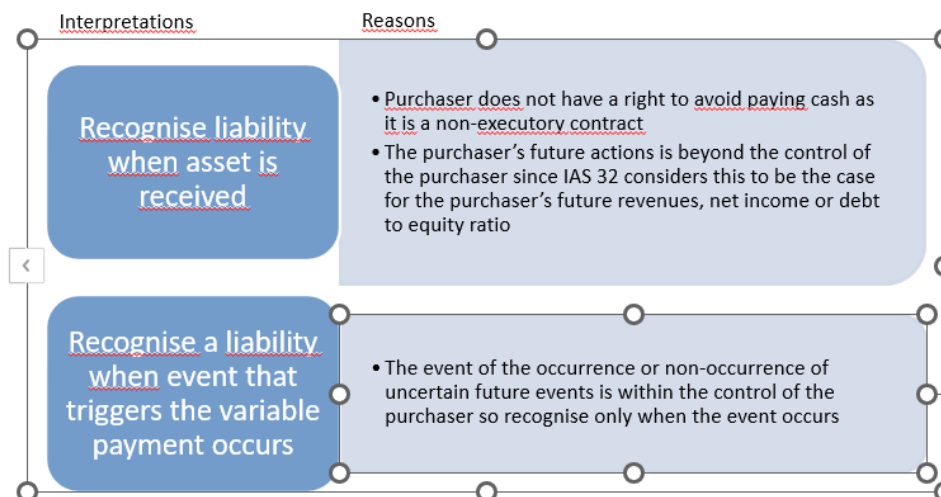 Interpretations
Reasons
Recognise liability
when asset is
received
• Purchaser does not have a right to avoid paying cash as
it is a non-executory contract
• The purchaser’s future actions is beyond the control of
the purchaser since IAS 32 considers this to be the case
for the purchaser’s future revenues, net income or debt
to equity ratio
Recognise a liability
when event that
triggers the variable
payment occurs
• The event of the occurrence or non-occurrence of
uncertain future events is within the control of the
purchaser so recognise only when the event occurs